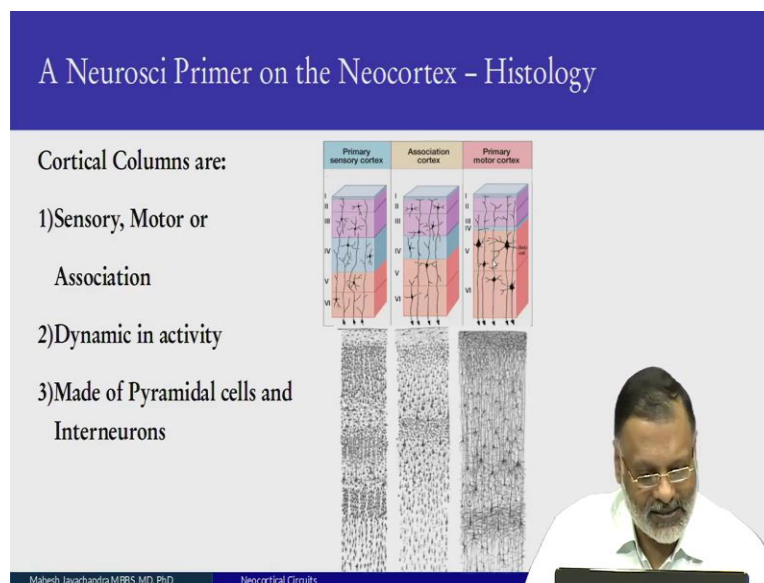 A Neurosci Primer on the Neocortex – Histology
Cortical Columns are:
1)Sensory, Motor or
Association
2)Dynamic in activity
3)Made of Pyramidal cells and
Interneurons
Primary
sensory cortex
Association
cortex
Primary
motor cortex
I
II
III
IV
V
VI
I
II
III
IV
V
VI
I
II
III
IV
V
VI
Mahesh Jayachandra MBBS, MD, PhD
Neocortical Circuits